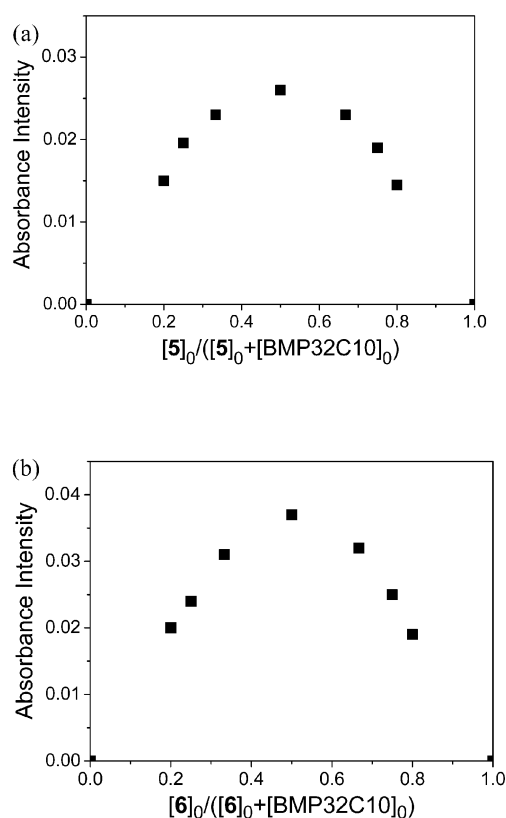 (a)
Absorbance Intensity
0.03
0.02
0.01
0.00
0.0 0.2 0.4 0.6 0.8 1.0
[5]₀/([5]₀+[BMP32C10]₀)
(b)
Absorbance Intensity
0.04
0.03
0.02
0.01
0.00
0.0 0.2 0.4 0.6 0.8 1.0
[6]₀/([6]₀+[BMP32C10]₀)